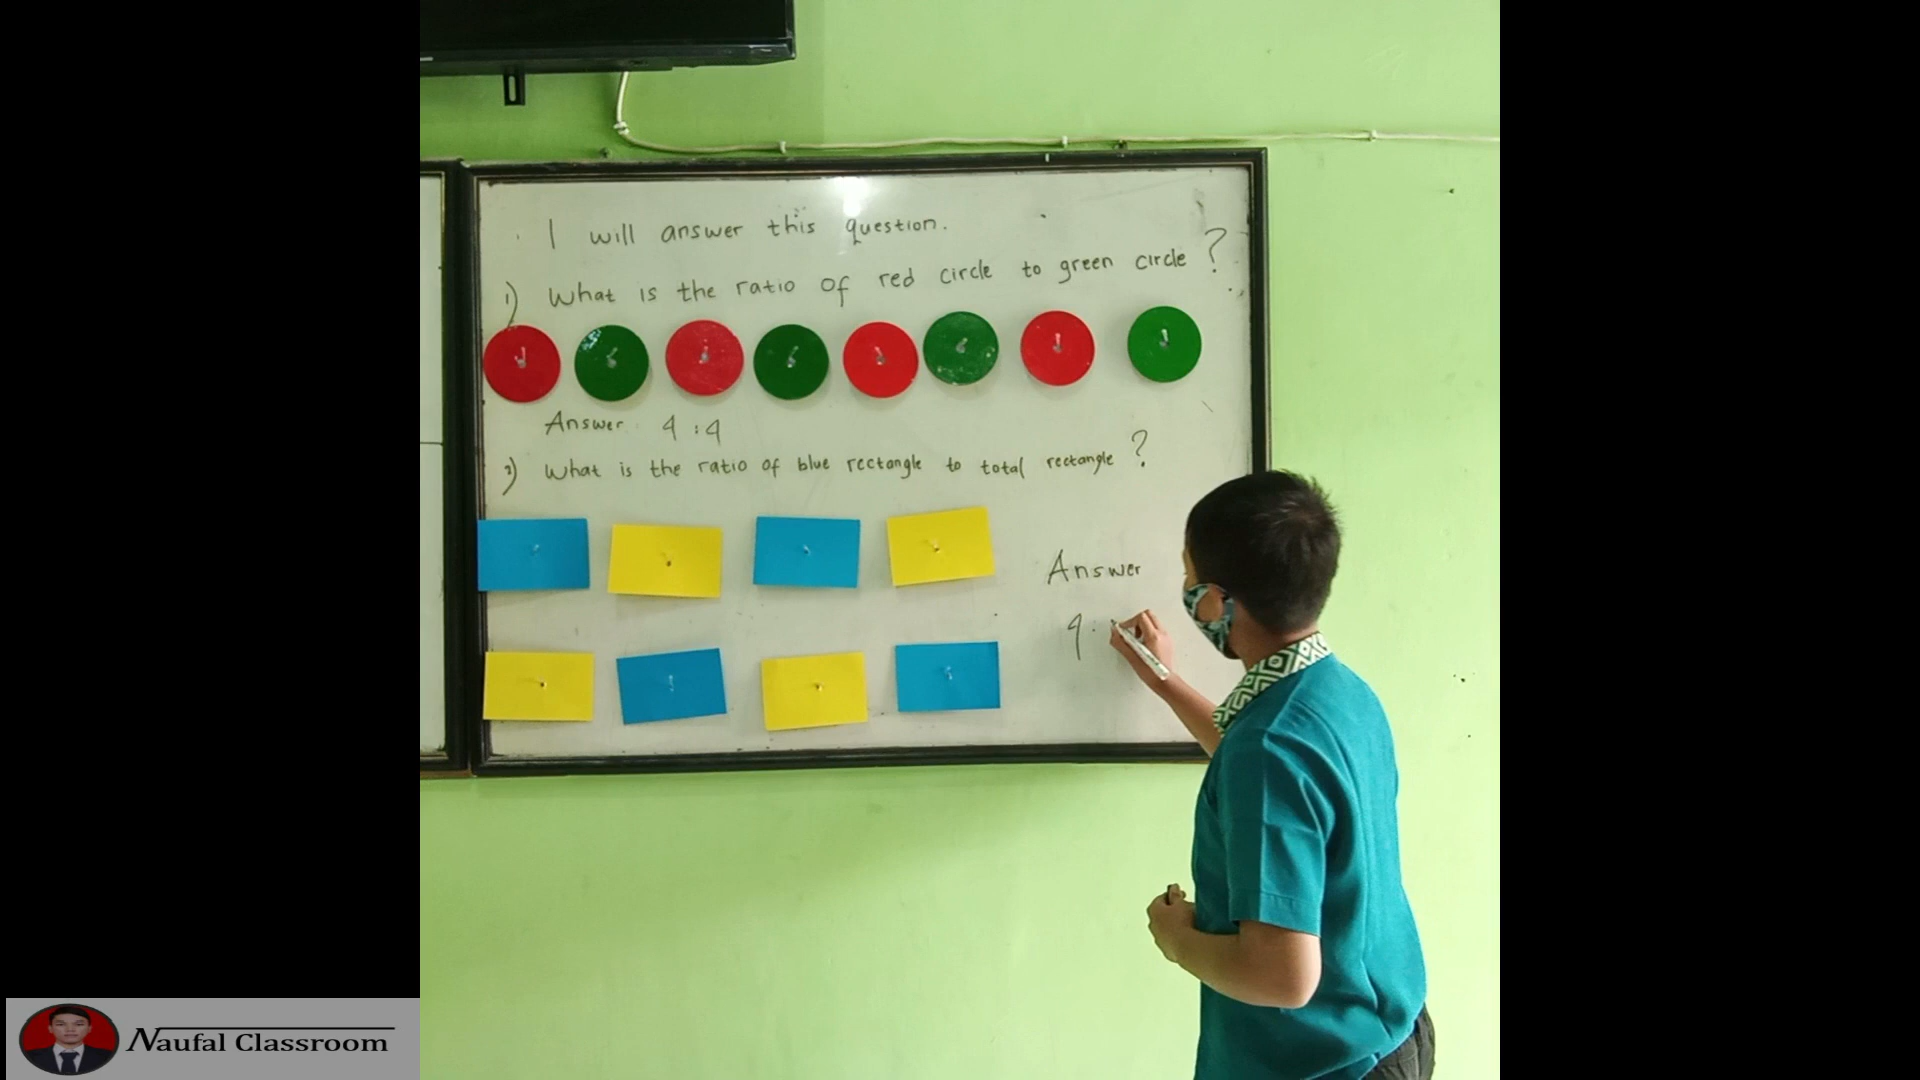 I will answer this question.
1) What is the ratio of red circle to green circle ?
Answer : 4 : 4
2) What is the ratio of blue rectangle to total rectangle ?
Answer
4 :
Naufal Classroom